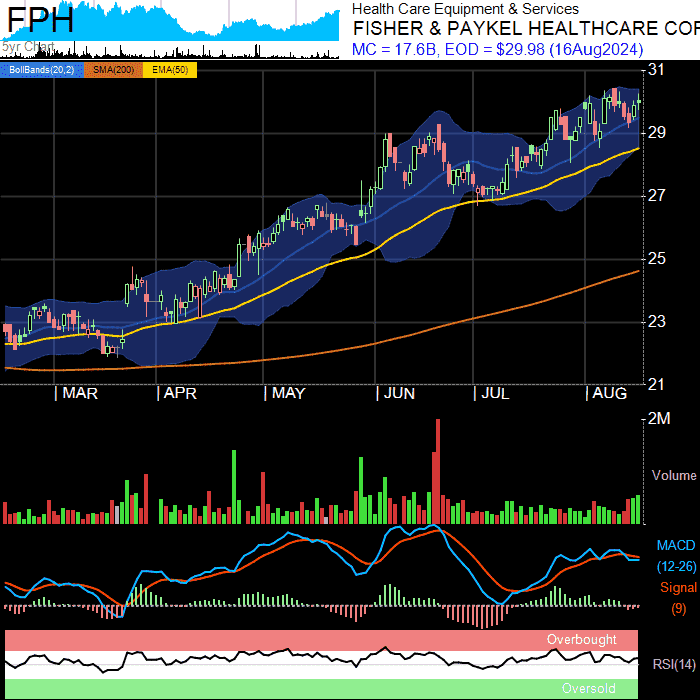 FPH
5yr Chart
Health Care Equipment & Services
FISHER & PAYKEL HEALTHCARE COR
MC = 17.6B, EOD = $29.98 (16Aug2024)
BollBands(20,2) SMA(200) EMA(50)
31
29
27
25
23
21
MAR APR MAY JUN JUL AUG
2M
Volume
MACD
(12-26)
Signal
(9)
Overbought
RSI(14)
Oversold